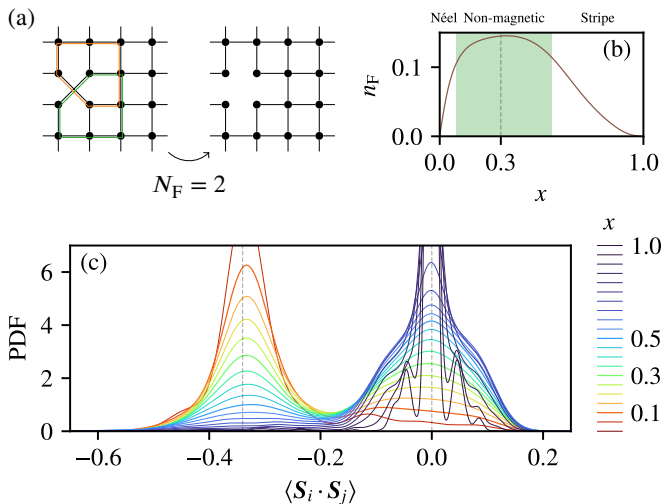 (a)
N_F = 2
Néel Non-magnetic Stripe
(b)
n_F
0.1
0.0
0.0 0.3 1.0
x
(c)
PDF
6
4
2
0
−0.6 −0.4 −0.2 0.0 0.2
⟨S_i · S_j⟩
x
1.0
0.5
0.3
0.1